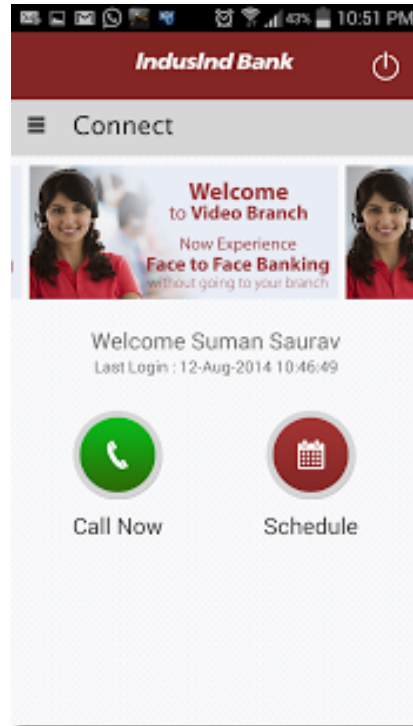 43% 10:51 PM
IndusInd Bank
Connect
Welcome
to Video Branch
Now Experience
Face to Face Banking
without going to your branch
Welcome Suman Saurav
Last Login : 12-Aug-2014 10:46:49
Call Now
Schedule